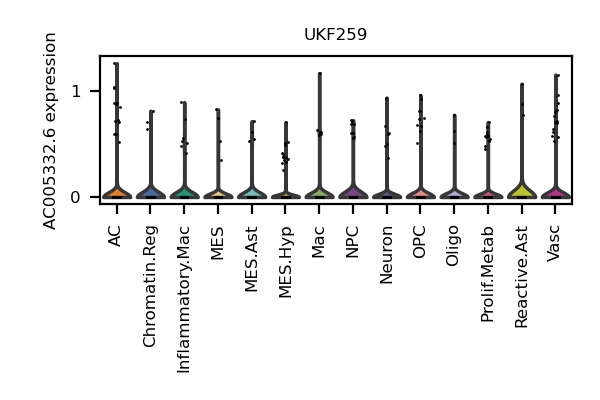 UKF259
AC005332.6 expression
1
0
AC
Chromatin.Reg
Inflammatory.Mac
MES
MES.Ast
MES.Hyp
Mac
NPC
Neuron
OPC
Oligo
Prolif.Metab
Reactive.Ast
Vasc